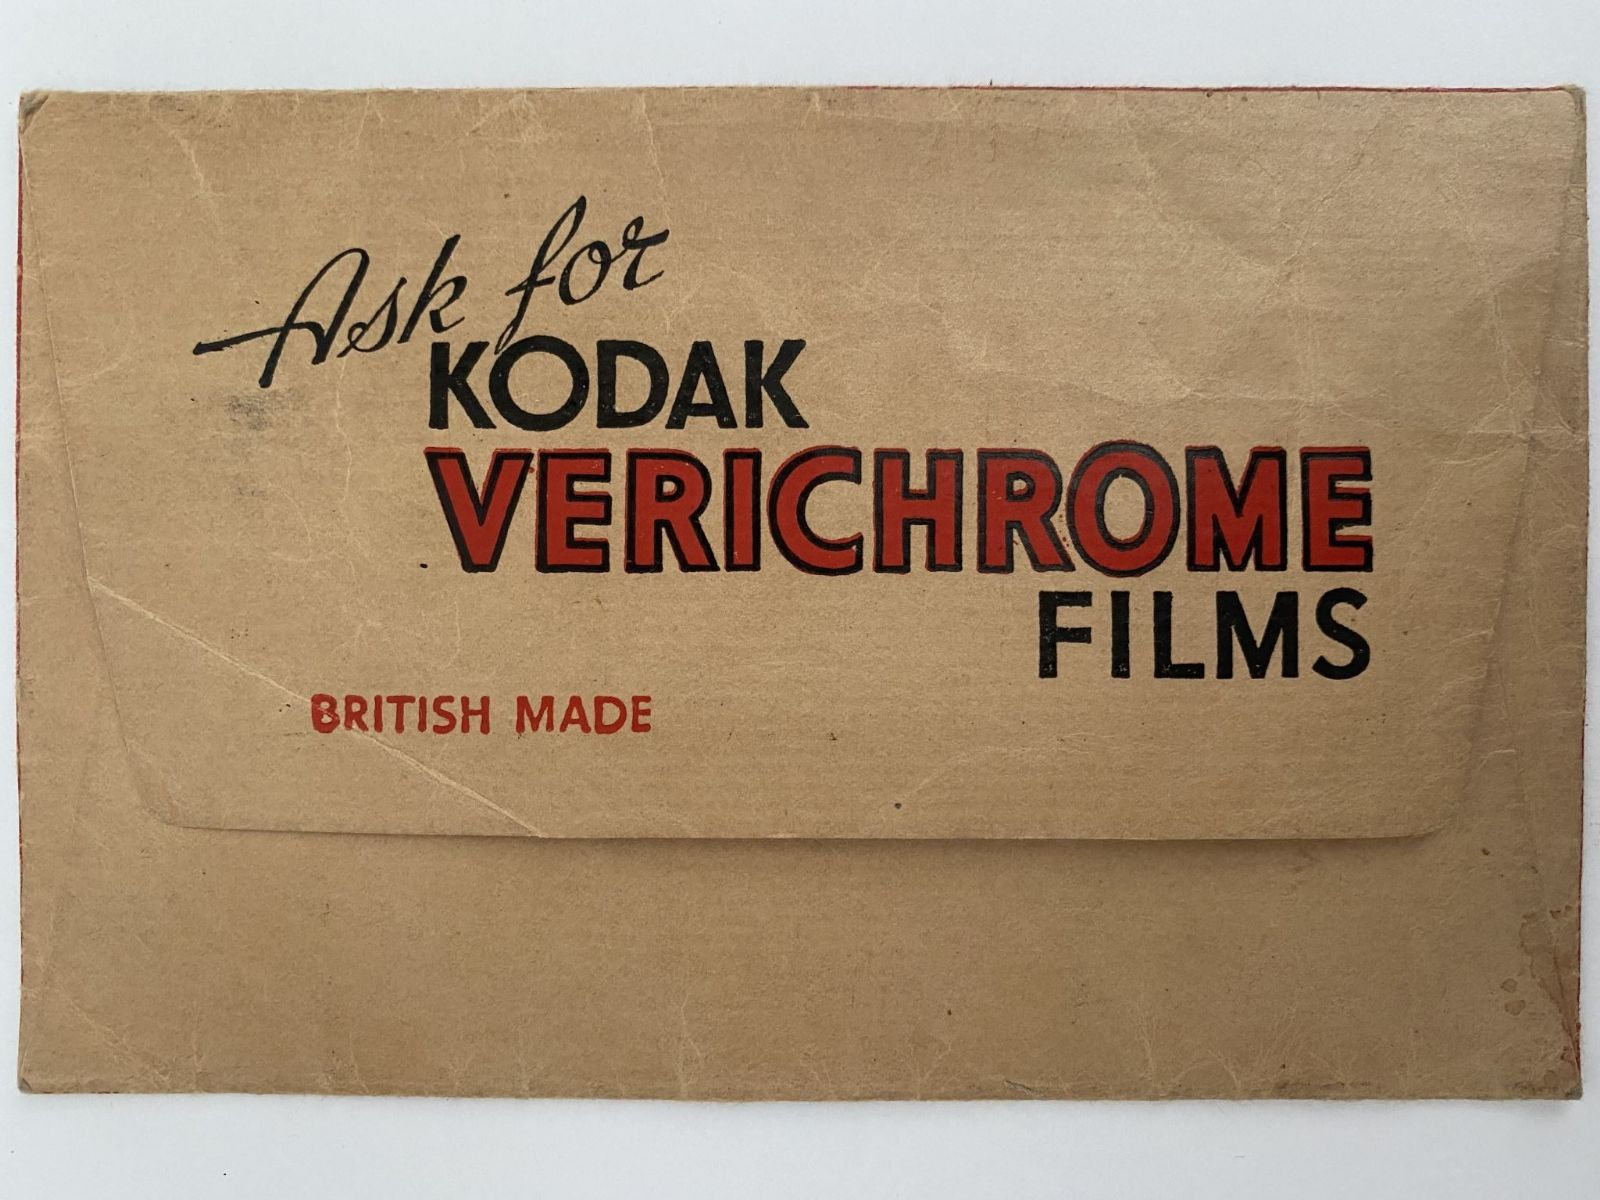 Ask for
KODAK
VERICHROME
FILMS
BRITISH MADE